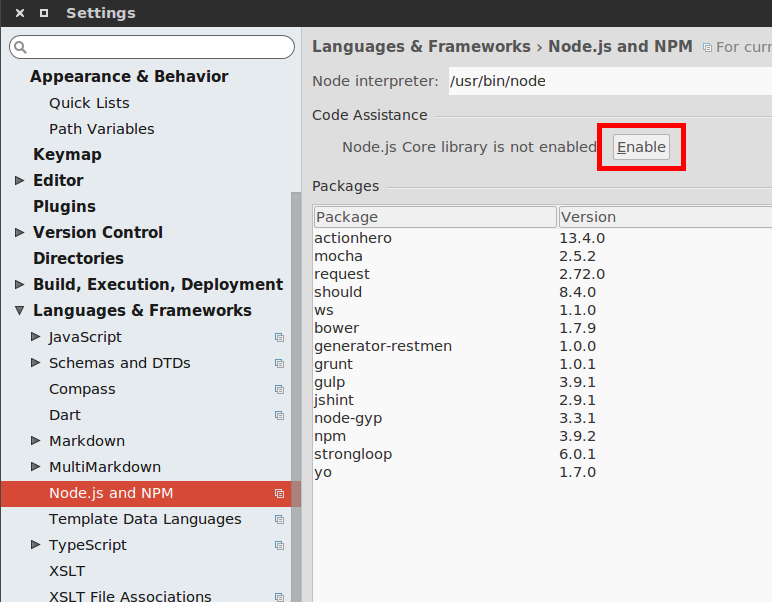 Settings
Appearance & Behavior
Quick Lists
Path Variables
Keymap
Editor
Plugins
Version Control
Directories
Build, Execution, Deployment
Languages & Frameworks
JavaScript
Schemas and DTDs
Compass
Dart
Markdown
MultiMarkdown
Node.js and NPM
Template Data Languages
TypeScript
XSLT
XSLT File Associations
Languages & Frameworks › Node.js and NPM For curr
Node interpreter: /usr/bin/node
Code Assistance
Node.js Core library is not enabled Enable
Packages
Package Version
actionhero 13.4.0
mocha 2.5.2
request 2.72.0
should 8.4.0
ws 1.1.0
bower 1.7.9
generator-restmen 1.0.0
grunt 1.0.1
gulp 3.9.1
jshint 2.9.1
node-gyp 3.3.1
npm 3.9.2
strongloop 6.0.1
yo 1.7.0